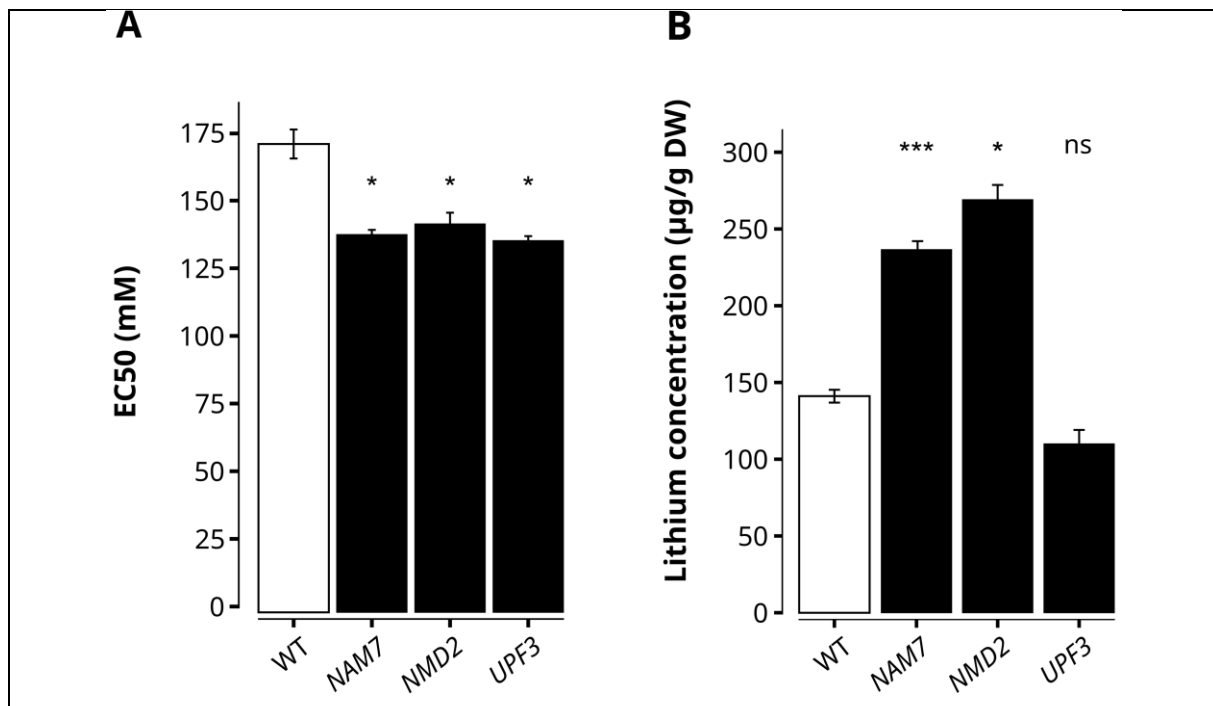 A
EC50 (mM)
175
150
125
100
75
50
25
0
* * *
WT NAM7 NMD2 UPF3
B
Lithium concentration (µg/g DW)
300
250
200
150
100
50
0
*** * ns
WT NAM7 NMD2 UPF3